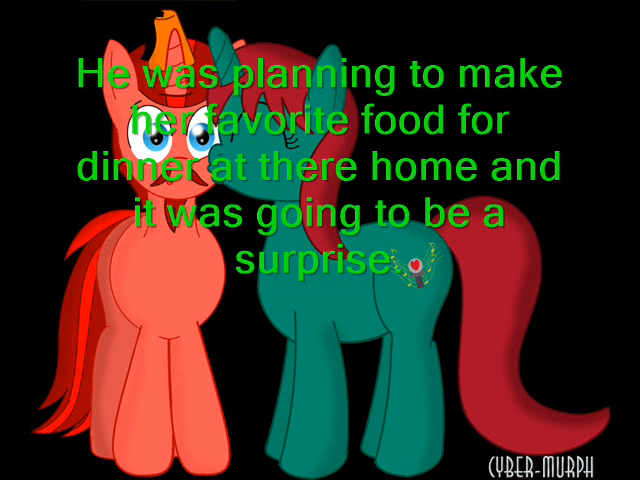 He was planning to make
her favorite food for
dinner at there home and
it was going to be a
surprise.
CYBER-MURPH